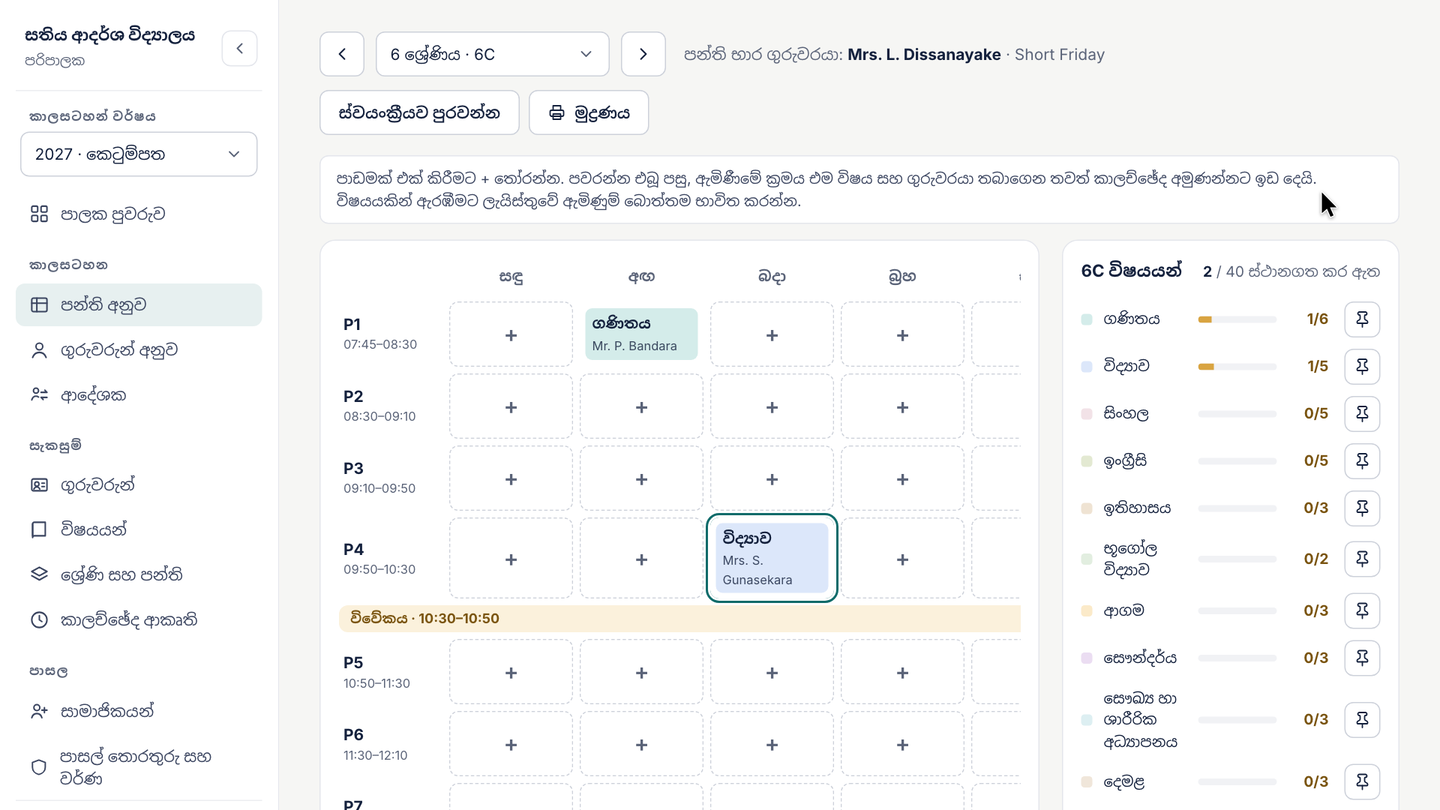 සතිය ආදර්ශ විද්‍යාලය
පරිපාලක
කාලසටහන් වර්ෂය
2027 · කෙටුම්පත
පාලක පුවරුව
කාලසටහන
පන්ති අනුව
ගුරුවරුන් අනුව
ආදේශක
සැකසුම්
ගුරුවරුන්
විෂයයන්
ශ්‍රේණි සහ පන්ති
කාලච්ඡේද ආකෘති
පාසල
සාමාජිකයන්
පාසල් තොරතුරු සහ
වර්ණ
6 ශ්‍රේණිය · 6C
පන්ති භාර ගුරුවරයා: Mrs. L. Dissanayake · Short Friday
ස්වයංක්‍රීයව පුරවන්න
මුද්‍රණය
පාඩමක් එක් කිරීමට + තෝරන්න. පවරන්න එබූ පසු, ඇමිණීමේ ක්‍රමය එම විෂය සහ ගුරුවරයා තබාගෙන තවත් කාලච්ඡේද අමුණන්නට ඉඩ දෙයි.
විෂයයකින් ඇරඹීමට ලැයිස්තුවේ ඇමිණුම් බොත්තම භාවිත කරන්න.
සඳු අඟ බදා බ්‍රහ
P1
07:45–08:30
+ ගණිතය + +
Mr. P. Bandara
P2
08:30–09:10
+ + + +
P3
09:10–09:50
+ + + +
P4
09:50–10:30
+ + විද්‍යාව +
Mrs. S.
Gunasekara
විවේකය · 10:30–10:50
P5
10:50–11:30
+ + + +
P6
11:30–12:10
+ + + +
P7
6C විෂයයන් 2 / 40 ස්ථානගත කර ඇත
ගණිතය 1/6
විද්‍යාව 1/5
සිංහල 0/5
ඉංග්‍රීසි 0/5
ඉතිහාසය 0/3
භූගෝල
විද්‍යාව 0/2
ආගම 0/3
සෞන්දර්ය 0/3
සෞඛ්‍ය හා
ශාරීරික
අධ්‍යාපනය 0/3
දෙමළ 0/3